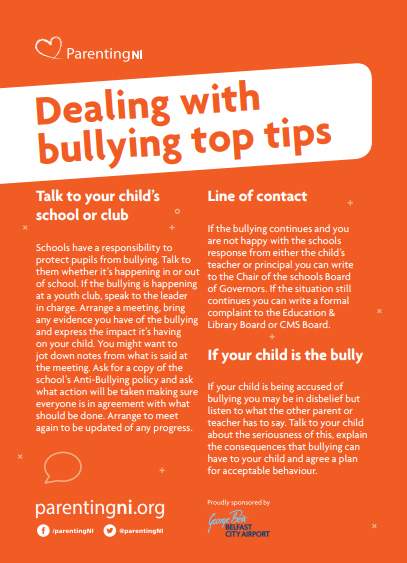 ParentingNI
Dealing with
bullying top tips
Talk to your child's
school or club
Schools have a responsibility to
protect pupils from bullying. Talk to
them whether it's happening in or out
of school. If the bullying is happening
at a youth club, speak to the leader
in charge. Arrange a meeting, bring
any evidence you have of the bullying
and express the impact it's having
on your child. You might want to
jot down notes from what is said at
the meeting. Ask for a copy of the
school's Anti-Bullying policy and ask
what action will be taken making sure
everyone is in agreement with what
should be done. Arrange to meet
again to be updated of any progress.
Line of contact
If the bullying continues and you
are not happy with the schools
response from either the child's
teacher or principal you can write
to the Chair of the schools Board
of Governors. If the situation still
continues you can write a formal
complaint to the Education &
Library Board or CMS Board.
If your child is the bully
If your child is being accused of
bullying you may be in disbelief but
listen to what the other parent or
teacher has to say. Talk to your child
about the seriousness of this, explain
the consequences that bullying can
have to your child and agree a plan
for acceptable behaviour.
parentingni.org
/parentingNI @parentingNI
Proudly sponsored by
George Best
BELFAST
CITY AIRPORT